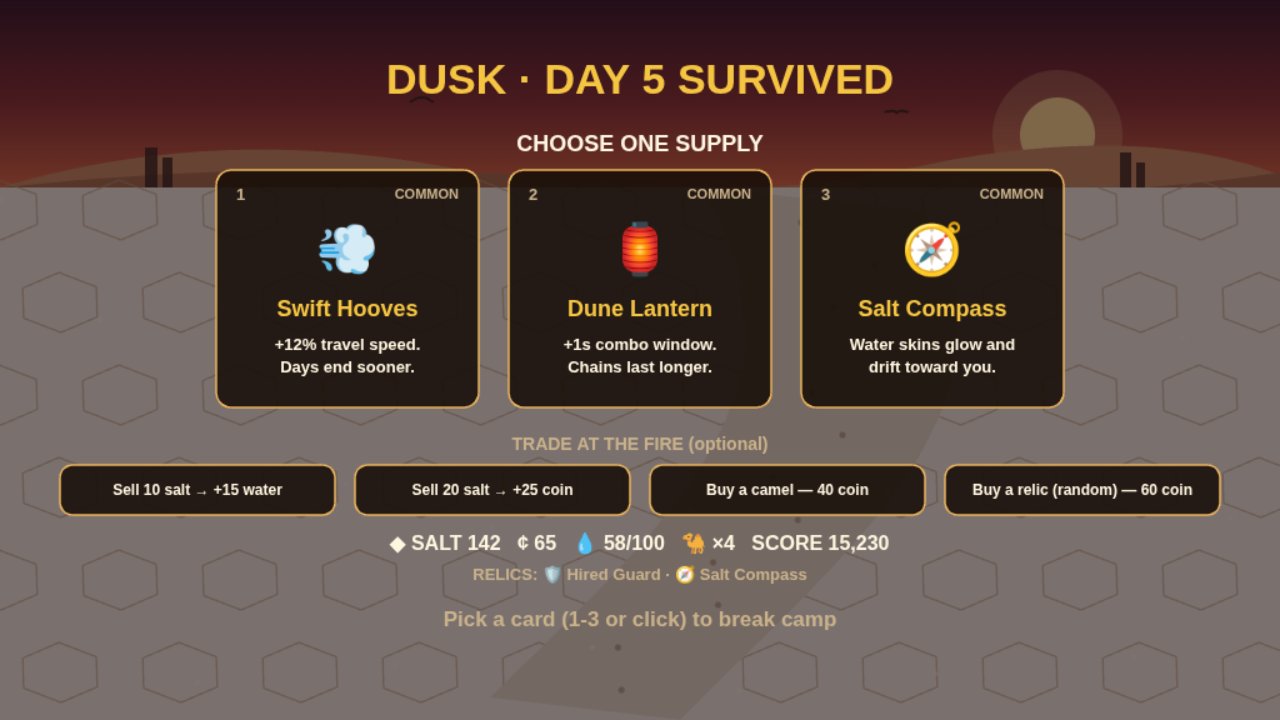 DUSK · DAY 5 SURVIVED
CHOOSE ONE SUPPLY
1 COMMON
Swift Hooves
+12% travel speed.
Days end sooner.
2 COMMON
Dune Lantern
+1s combo window.
Chains last longer.
3 COMMON
Salt Compass
Water skins glow and
drift toward you.
TRADE AT THE FIRE (optional)
Sell 10 salt → +15 water
Sell 20 salt → +25 coin
Buy a camel — 40 coin
Buy a relic (random) — 60 coin
◆ SALT 142 ¢ 65 💧 58/100 🐪 ×4 SCORE 15,230
RELICS: 🛡️ Hired Guard · 🧭 Salt Compass
Pick a card (1-3 or click) to break camp